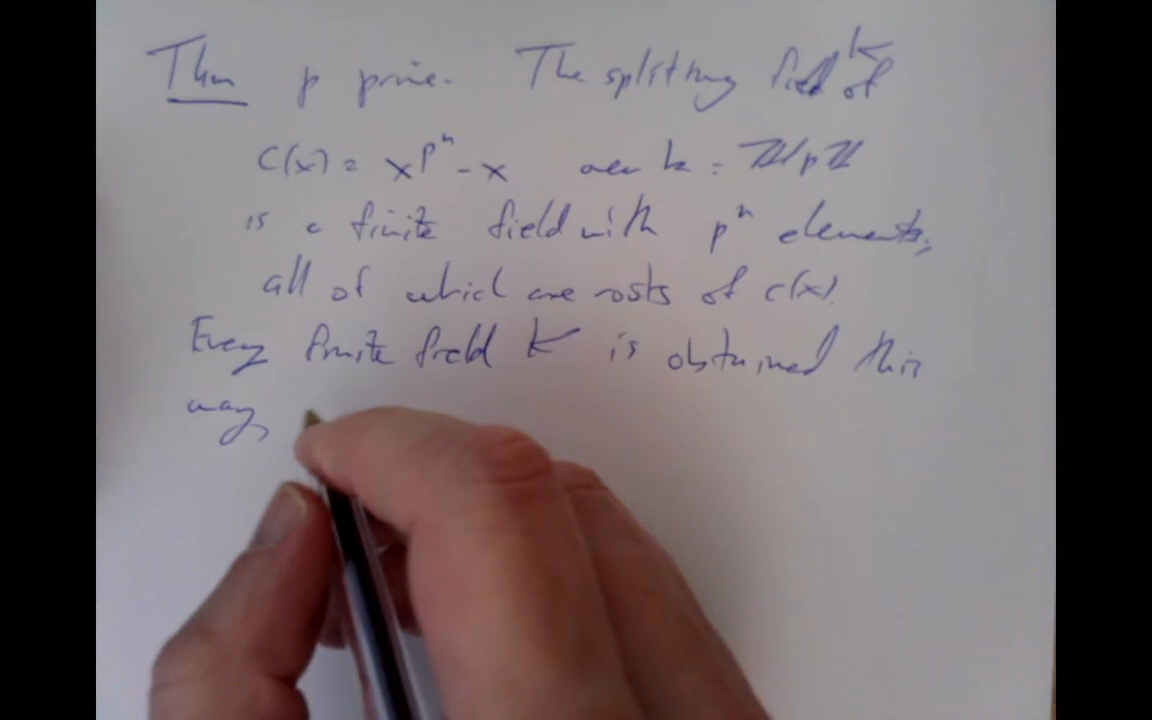 Thm p prime. The splitting field K of
c(x) = x^{p^n} - x over k = ℤ/pℤ
is a finite field with p^n elements,
all of which are roots of c(x).
Every finite field K is obtained this
way,